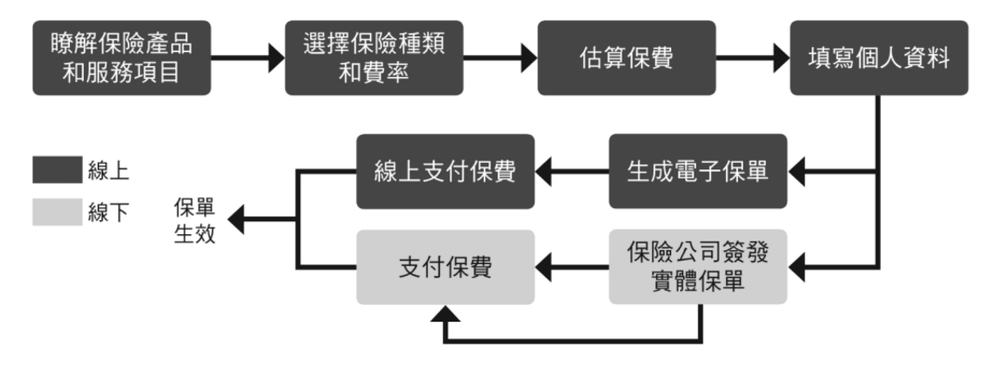 瞭解保險產品
和服務項目
選擇保險種類
和費率
估算保費
填寫個人資料
線上支付保費
生成電子保單
線上
線下
保單
生效
支付保費
保險公司簽發
實體保單